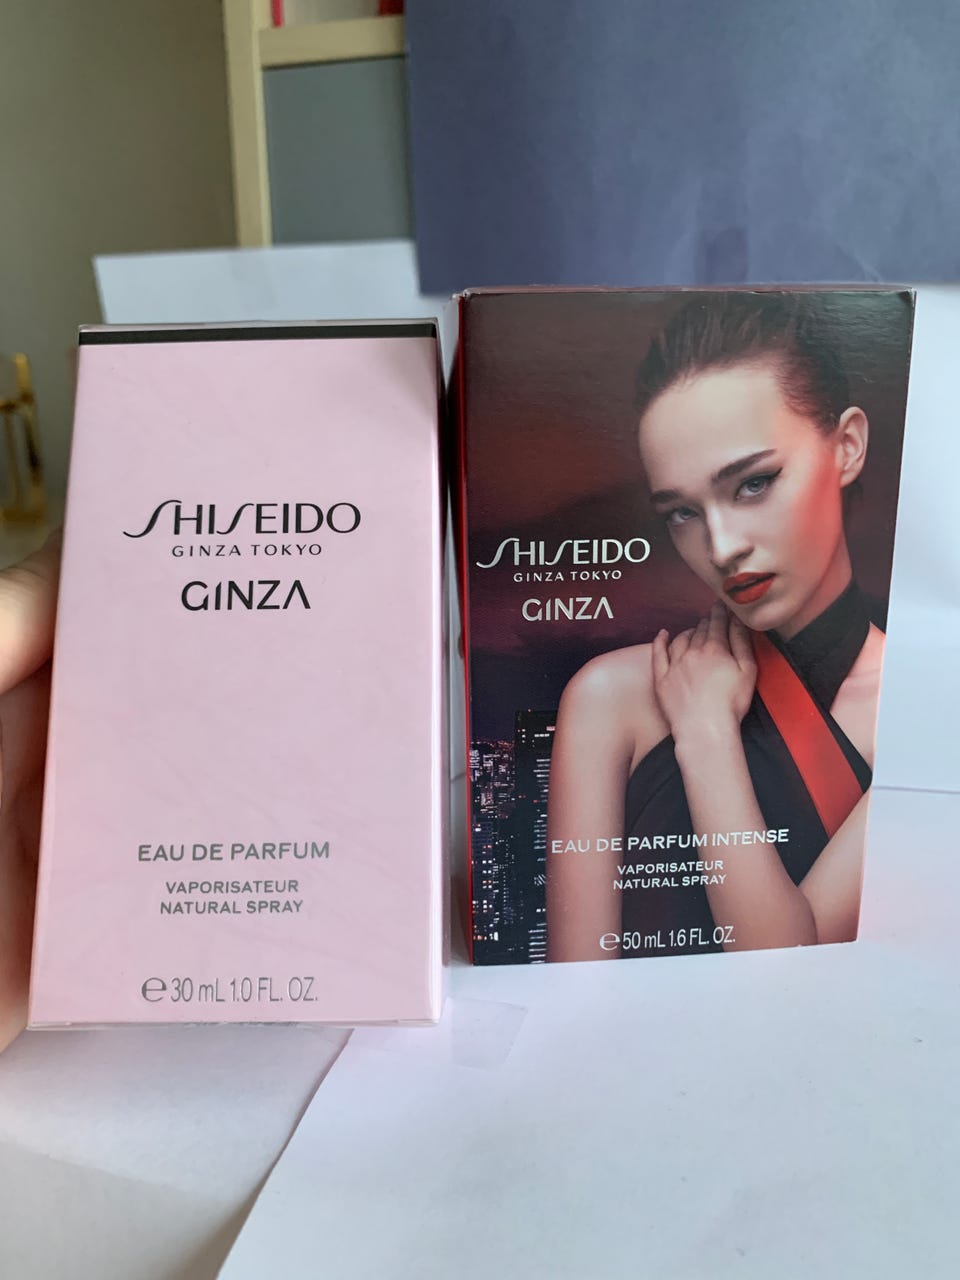 SHISEIDO
GINZA TOKYO
GINZA
EAU DE PARFUM
VAPORISATEUR
NATURAL SPRAY
℮ 30 mL 1.0 FL. OZ.
SHISEIDO
GINZA TOKYO
GINZA
EAU DE PARFUM INTENSE
VAPORISATEUR
NATURAL SPRAY
℮ 50 mL 1.6 FL. OZ.